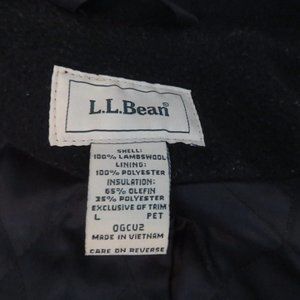 L.L.Bean®
SHELL:
100% LAMBSWOOL
LINING:
100% POLYESTER
INSULATION:
65% OLEFIN
35% POLYESTER
EXCLUSIVE OF TRIM
L PET
OGCU2
MADE IN VIETNAM
CARE ON REVERSE